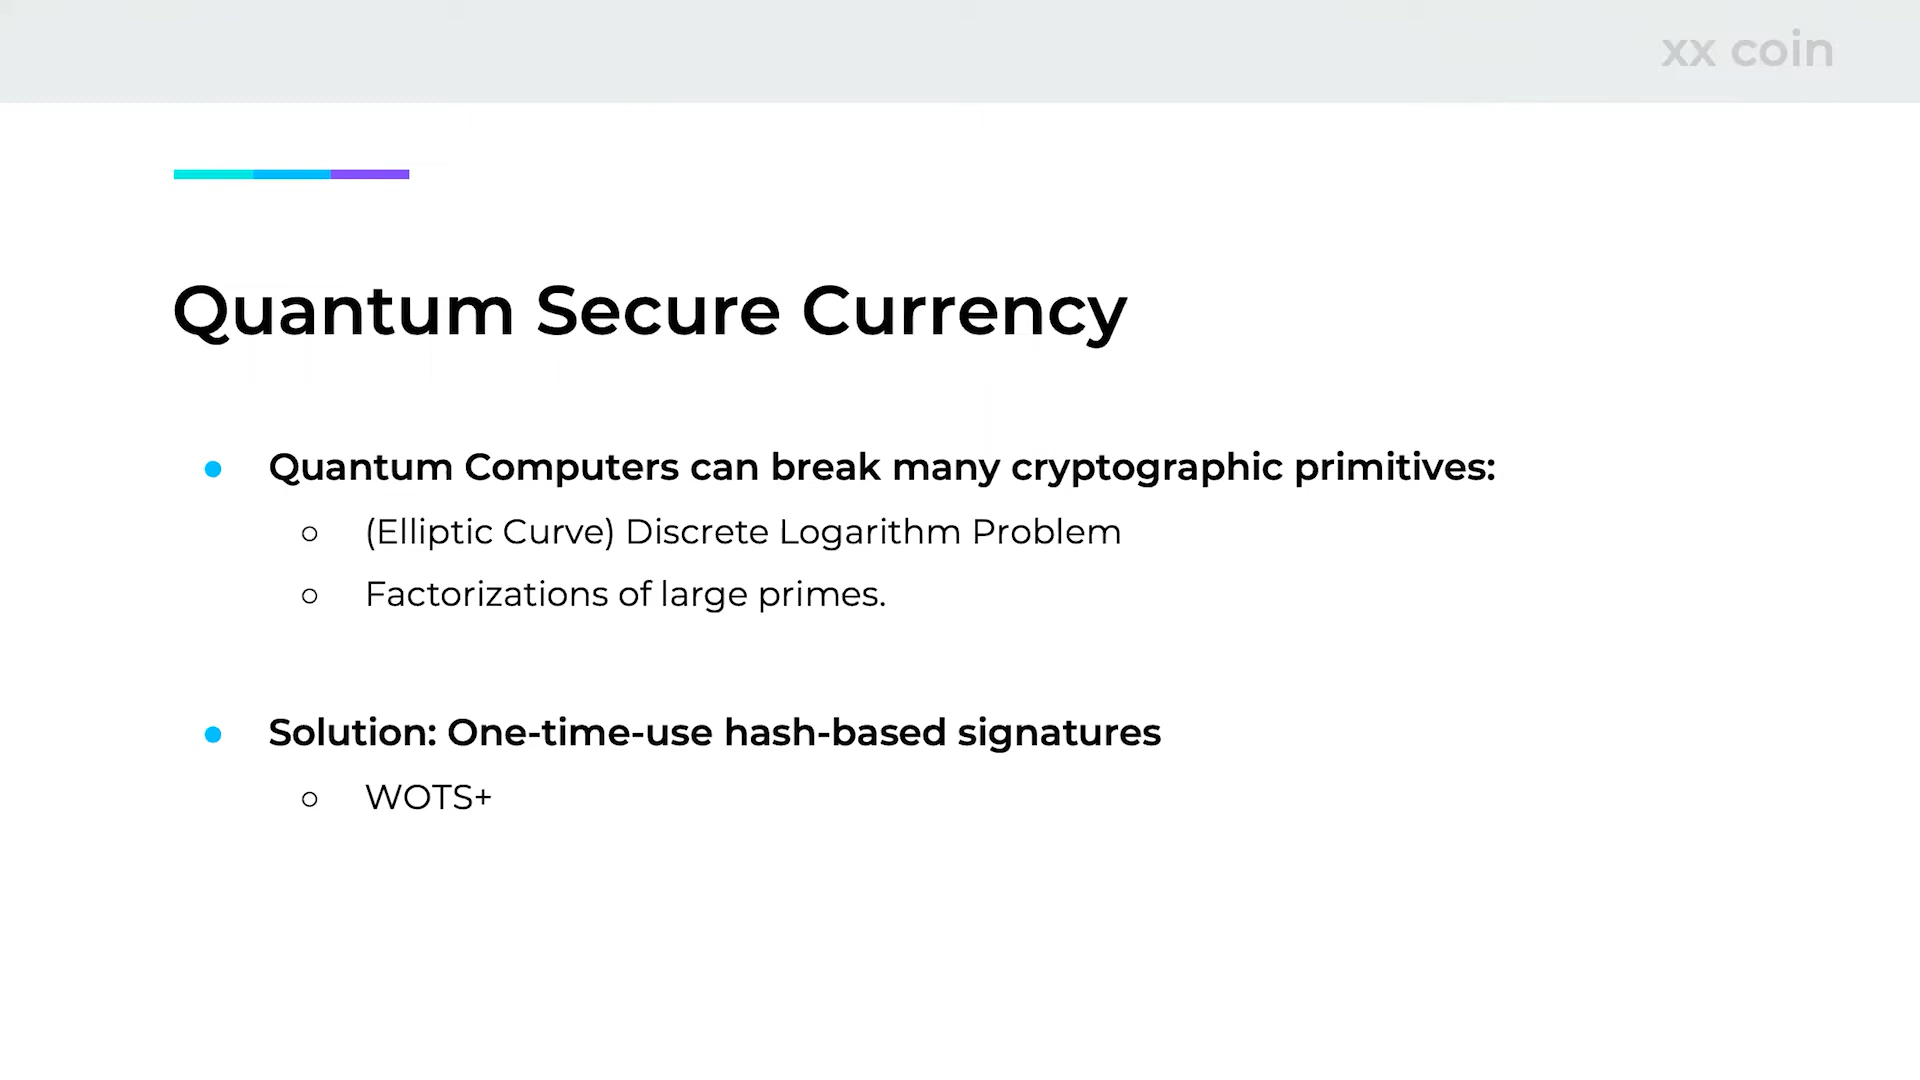 xx coin
Quantum Secure Currency
● Quantum Computers can break many cryptographic primitives:
○ (Elliptic Curve) Discrete Logarithm Problem
○ Factorizations of large primes.
● Solution: One-time-use hash-based signatures
○ WOTS+